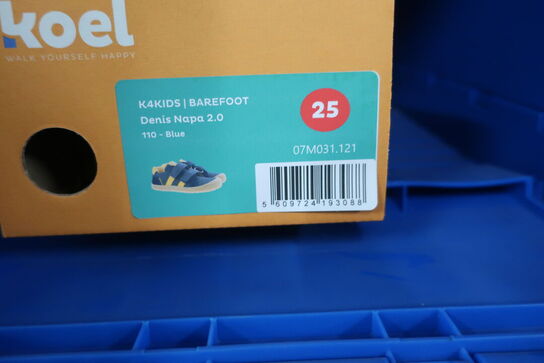 koel
WALK YOURSELF HAPPY
K4KIDS | BAREFOOT
Denis Napa 2.0
110 - Blue
25
07M031.121
5 609724 193088